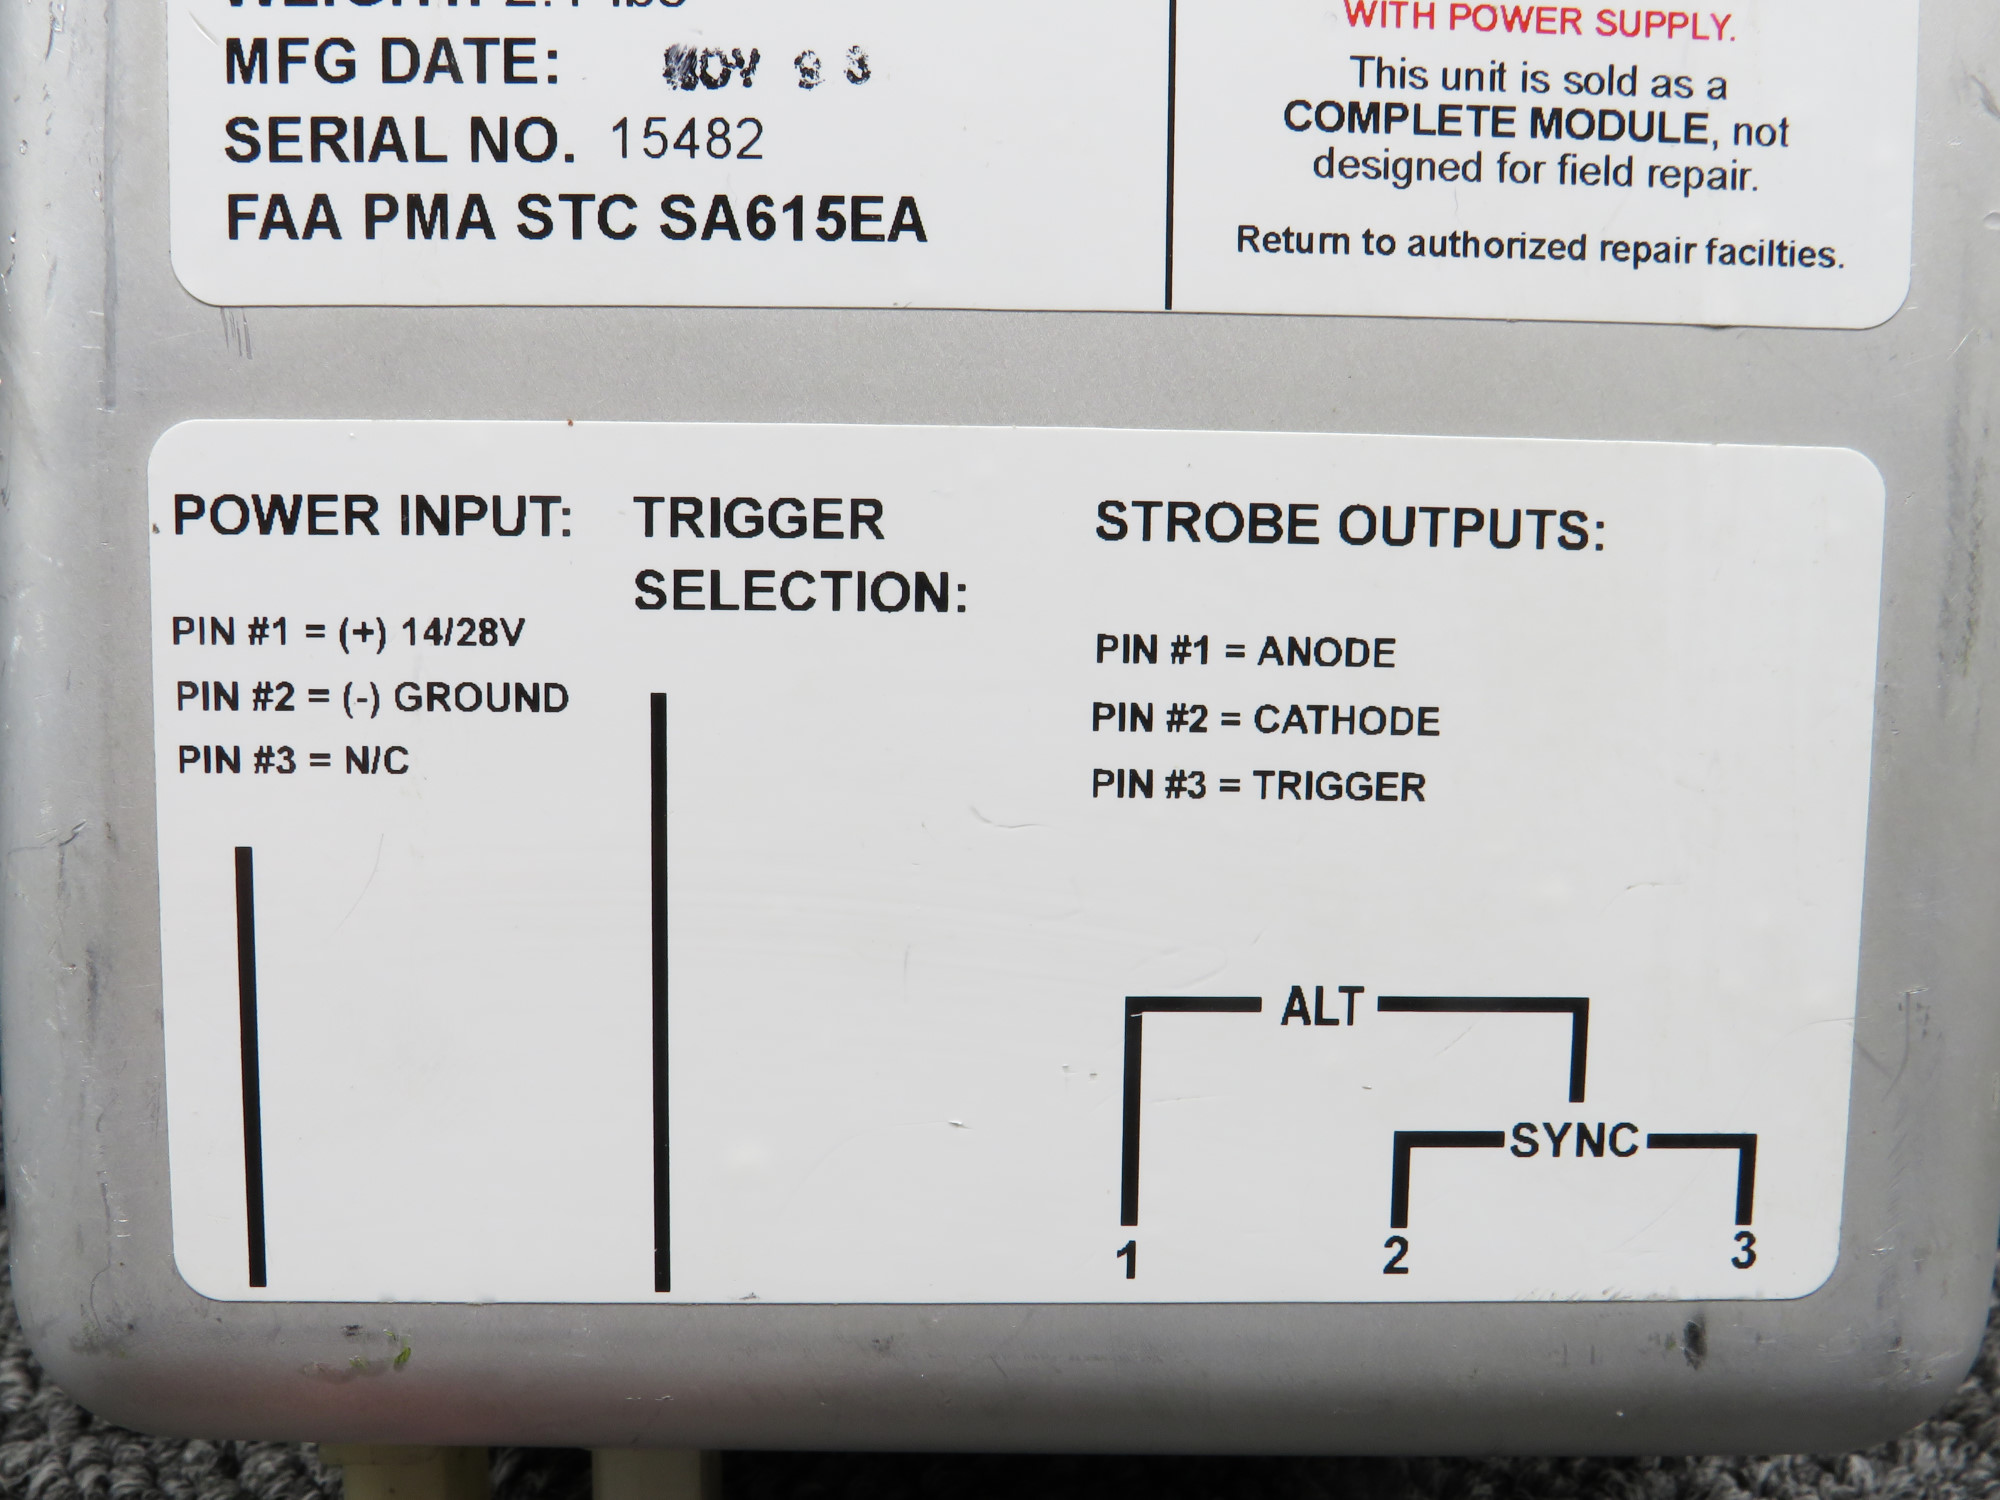 MFG DATE: NOV 93
SERIAL NO. 15482
FAA PMA STC SA615EA
WITH POWER SUPPLY.
This unit is sold as a
COMPLETE MODULE, not
designed for field repair.
Return to authorized repair facilties.
POWER INPUT:
PIN #1 = (+) 14/28V
PIN #2 = (-) GROUND
PIN #3 = N/C
TRIGGER
SELECTION:
STROBE OUTPUTS:
PIN #1 = ANODE
PIN #2 = CATHODE
PIN #3 = TRIGGER
ALT
SYNC
1 2 3